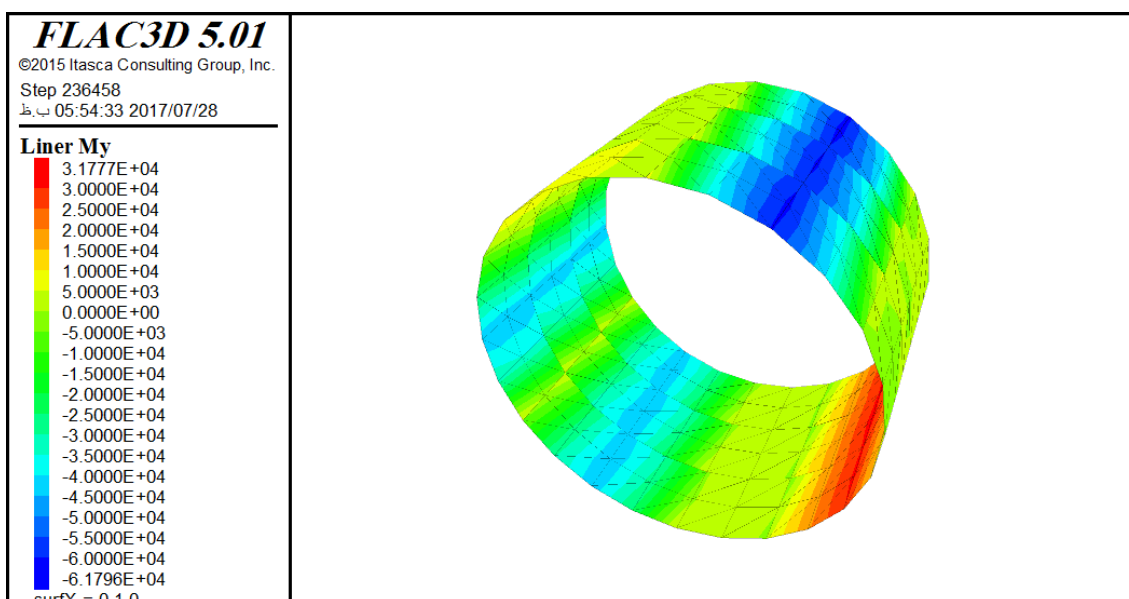 FLAC3D 5.01
©2015 Itasca Consulting Group, Inc.
Step 236458
ب.ظ 05:54:33 2017/07/28
Liner My
3.1777E+04
3.0000E+04
2.5000E+04
2.0000E+04
1.5000E+04
1.0000E+04
5.0000E+03
0.0000E+00
-5.0000E+03
-1.0000E+04
-1.5000E+04
-2.0000E+04
-2.5000E+04
-3.0000E+04
-3.5000E+04
-4.0000E+04
-4.5000E+04
-5.0000E+04
-5.5000E+04
-6.0000E+04
-6.1796E+04
surfX = 0,1,0